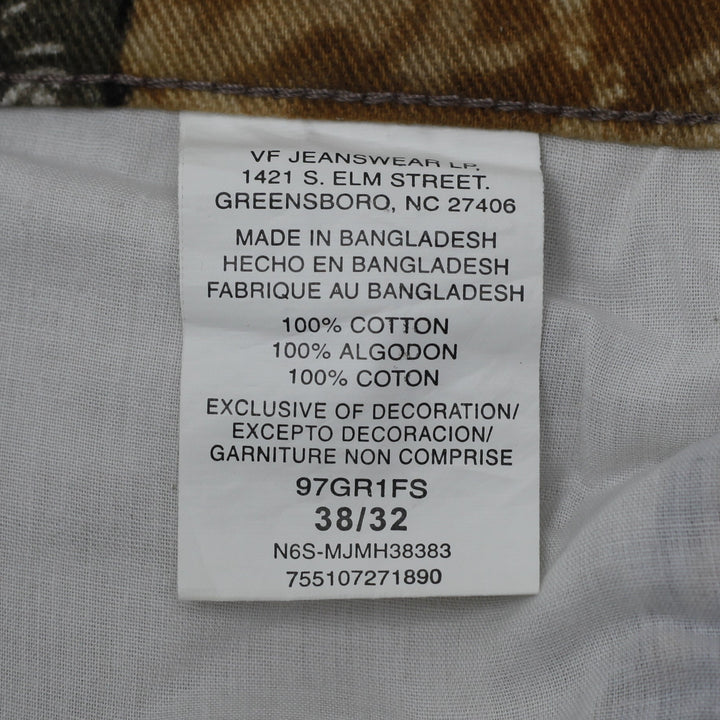 VF JEANSWEAR LP.
1421 S. ELM STREET.
GREENSBORO, NC 27406
MADE IN BANGLADESH
HECHO EN BANGLADESH
FABRIQUE AU BANGLADESH
100% COTTON
100% ALGODON
100% COTON
EXCLUSIVE OF DECORATION/
EXCEPTO DECORACION/
GARNITURE NON COMPRISE
97GR1FS
38/32
N6S-MJMH38383
755107271890